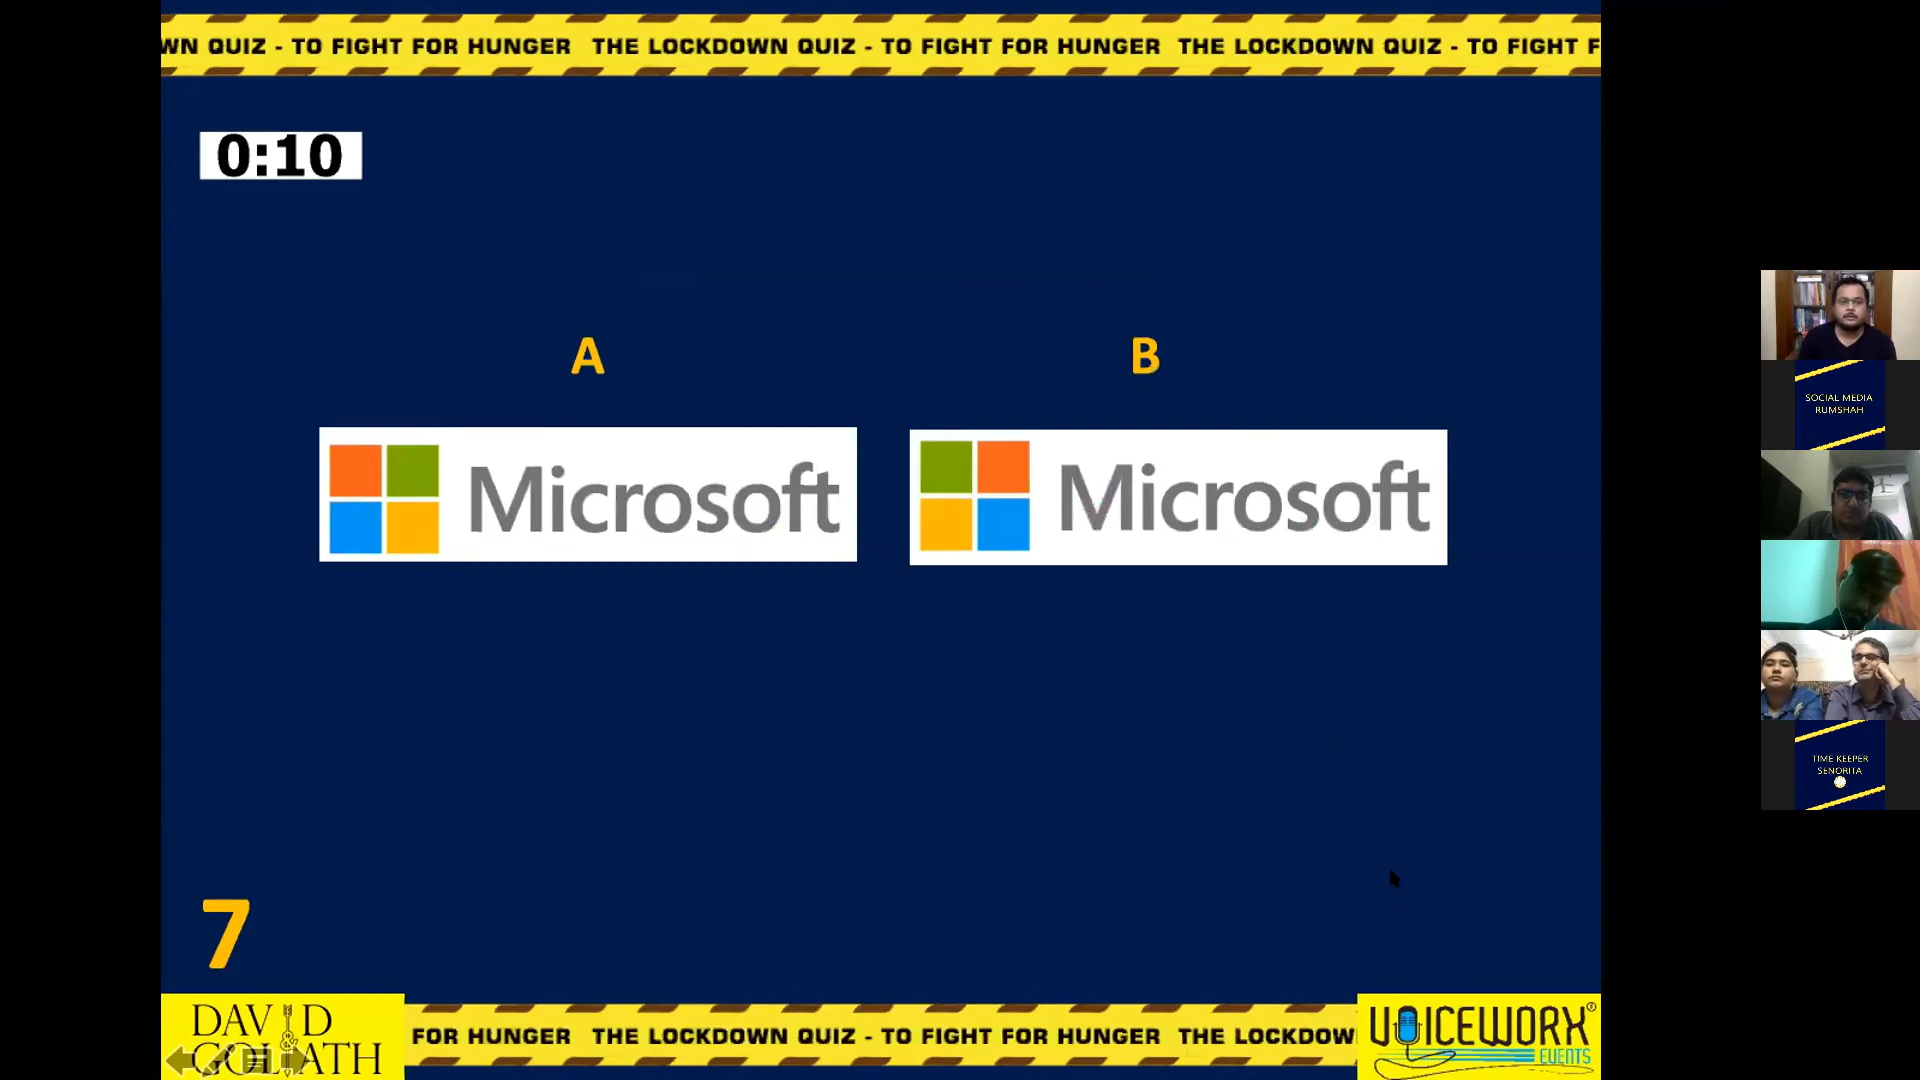 WN QUIZ - TO FIGHT FOR HUNGER THE LOCKDOWN QUIZ - TO FIGHT FOR HUNGER THE LOCKDOWN QUIZ - TO FIGHT F
0:10
A B
Microsoft Microsoft
SOCIAL MEDIA
RUMSHAH
TIME KEEPER
SENORITA
7
DAVID
&
GOLIATH
FOR HUNGER THE LOCKDOWN QUIZ - TO FIGHT FOR HUNGER THE LOCKDOW
VOICEWORX®
EVENTS